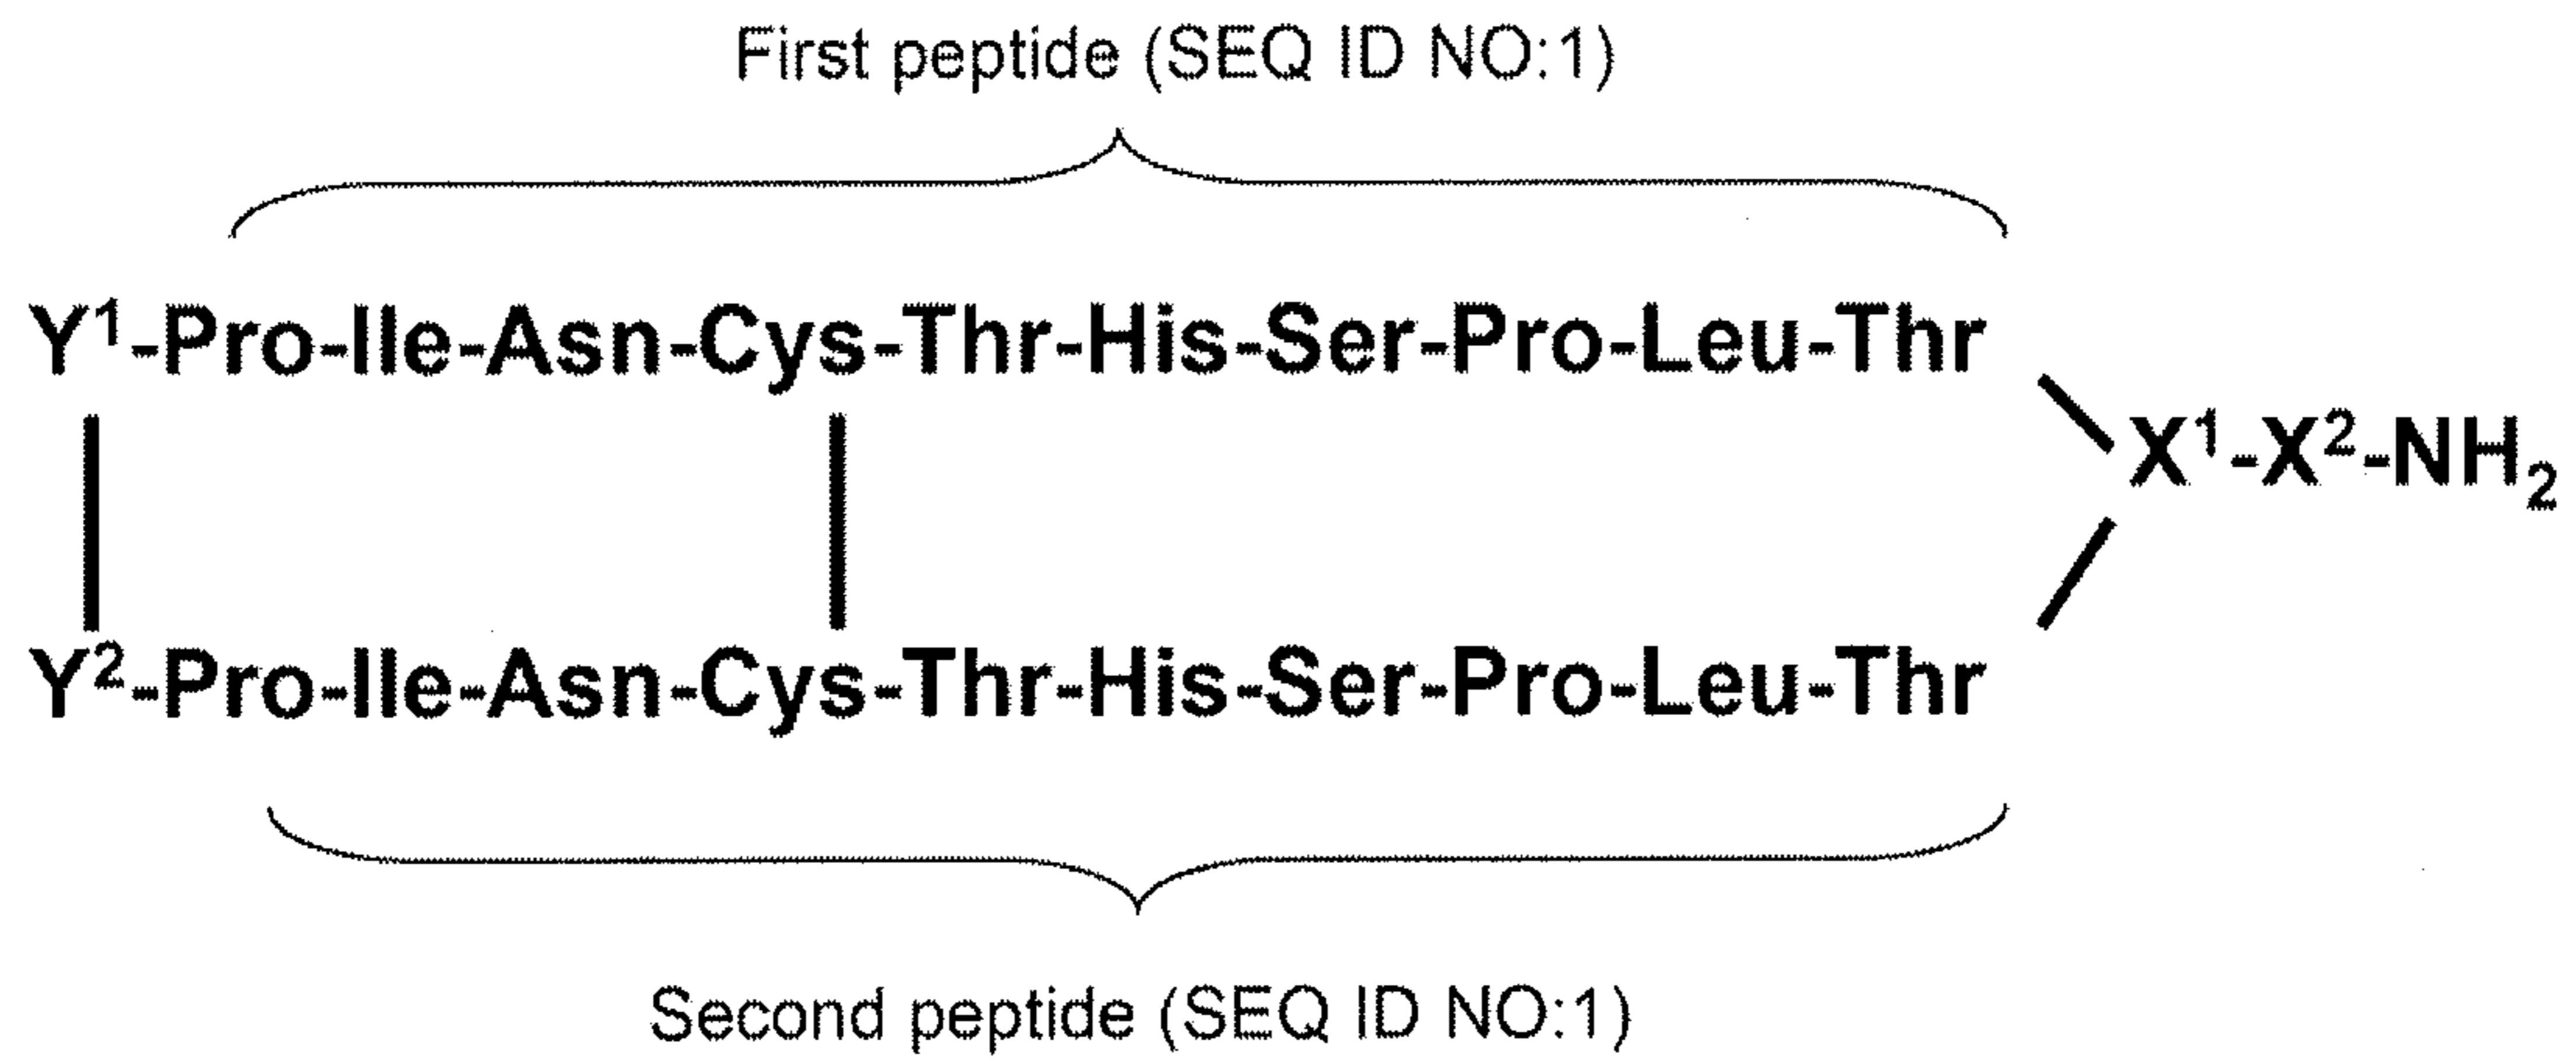 First peptide (SEQ ID NO:1)
Y¹-Pro-Ile-Asn-Cys-Thr-His-Ser-Pro-Leu-Thr
X¹-X²-NH₂
Y²-Pro-Ile-Asn-Cys-Thr-His-Ser-Pro-Leu-Thr
Second peptide (SEQ ID NO:1)